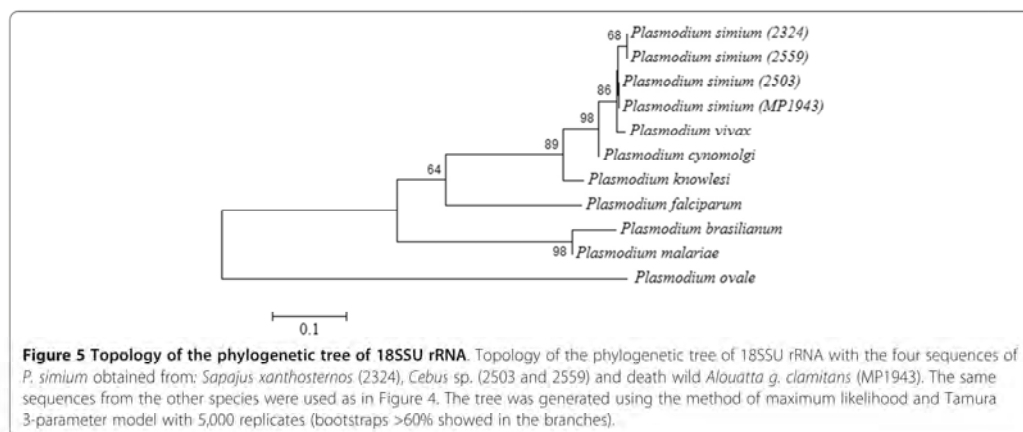 68
Plasmodium simium (2324)
Plasmodium simium (2559)
Plasmodium simium (2503)
86
Plasmodium simium (MP1943)
98
Plasmodium vivax
89
Plasmodium cynomolgi
64
Plasmodium knowlesi
Plasmodium falciparum
Plasmodium brasilianum
98
Plasmodium malariae
Plasmodium ovale
0.1
Figure 5 Topology of the phylogenetic tree of 18SSU rRNA. Topology of the phylogenetic tree of 18SSU rRNA with the four sequences of
P. simium obtained from: Sapajus xanthosternos (2324), Cebus sp. (2503 and 2559) and death wild Alouatta g. clamitans (MP1943). The same
sequences from the other species were used as in Figure 4. The tree was generated using the method of maximum likelihood and Tamura
3-parameter model with 5,000 replicates (bootstraps >60% showed in the branches).